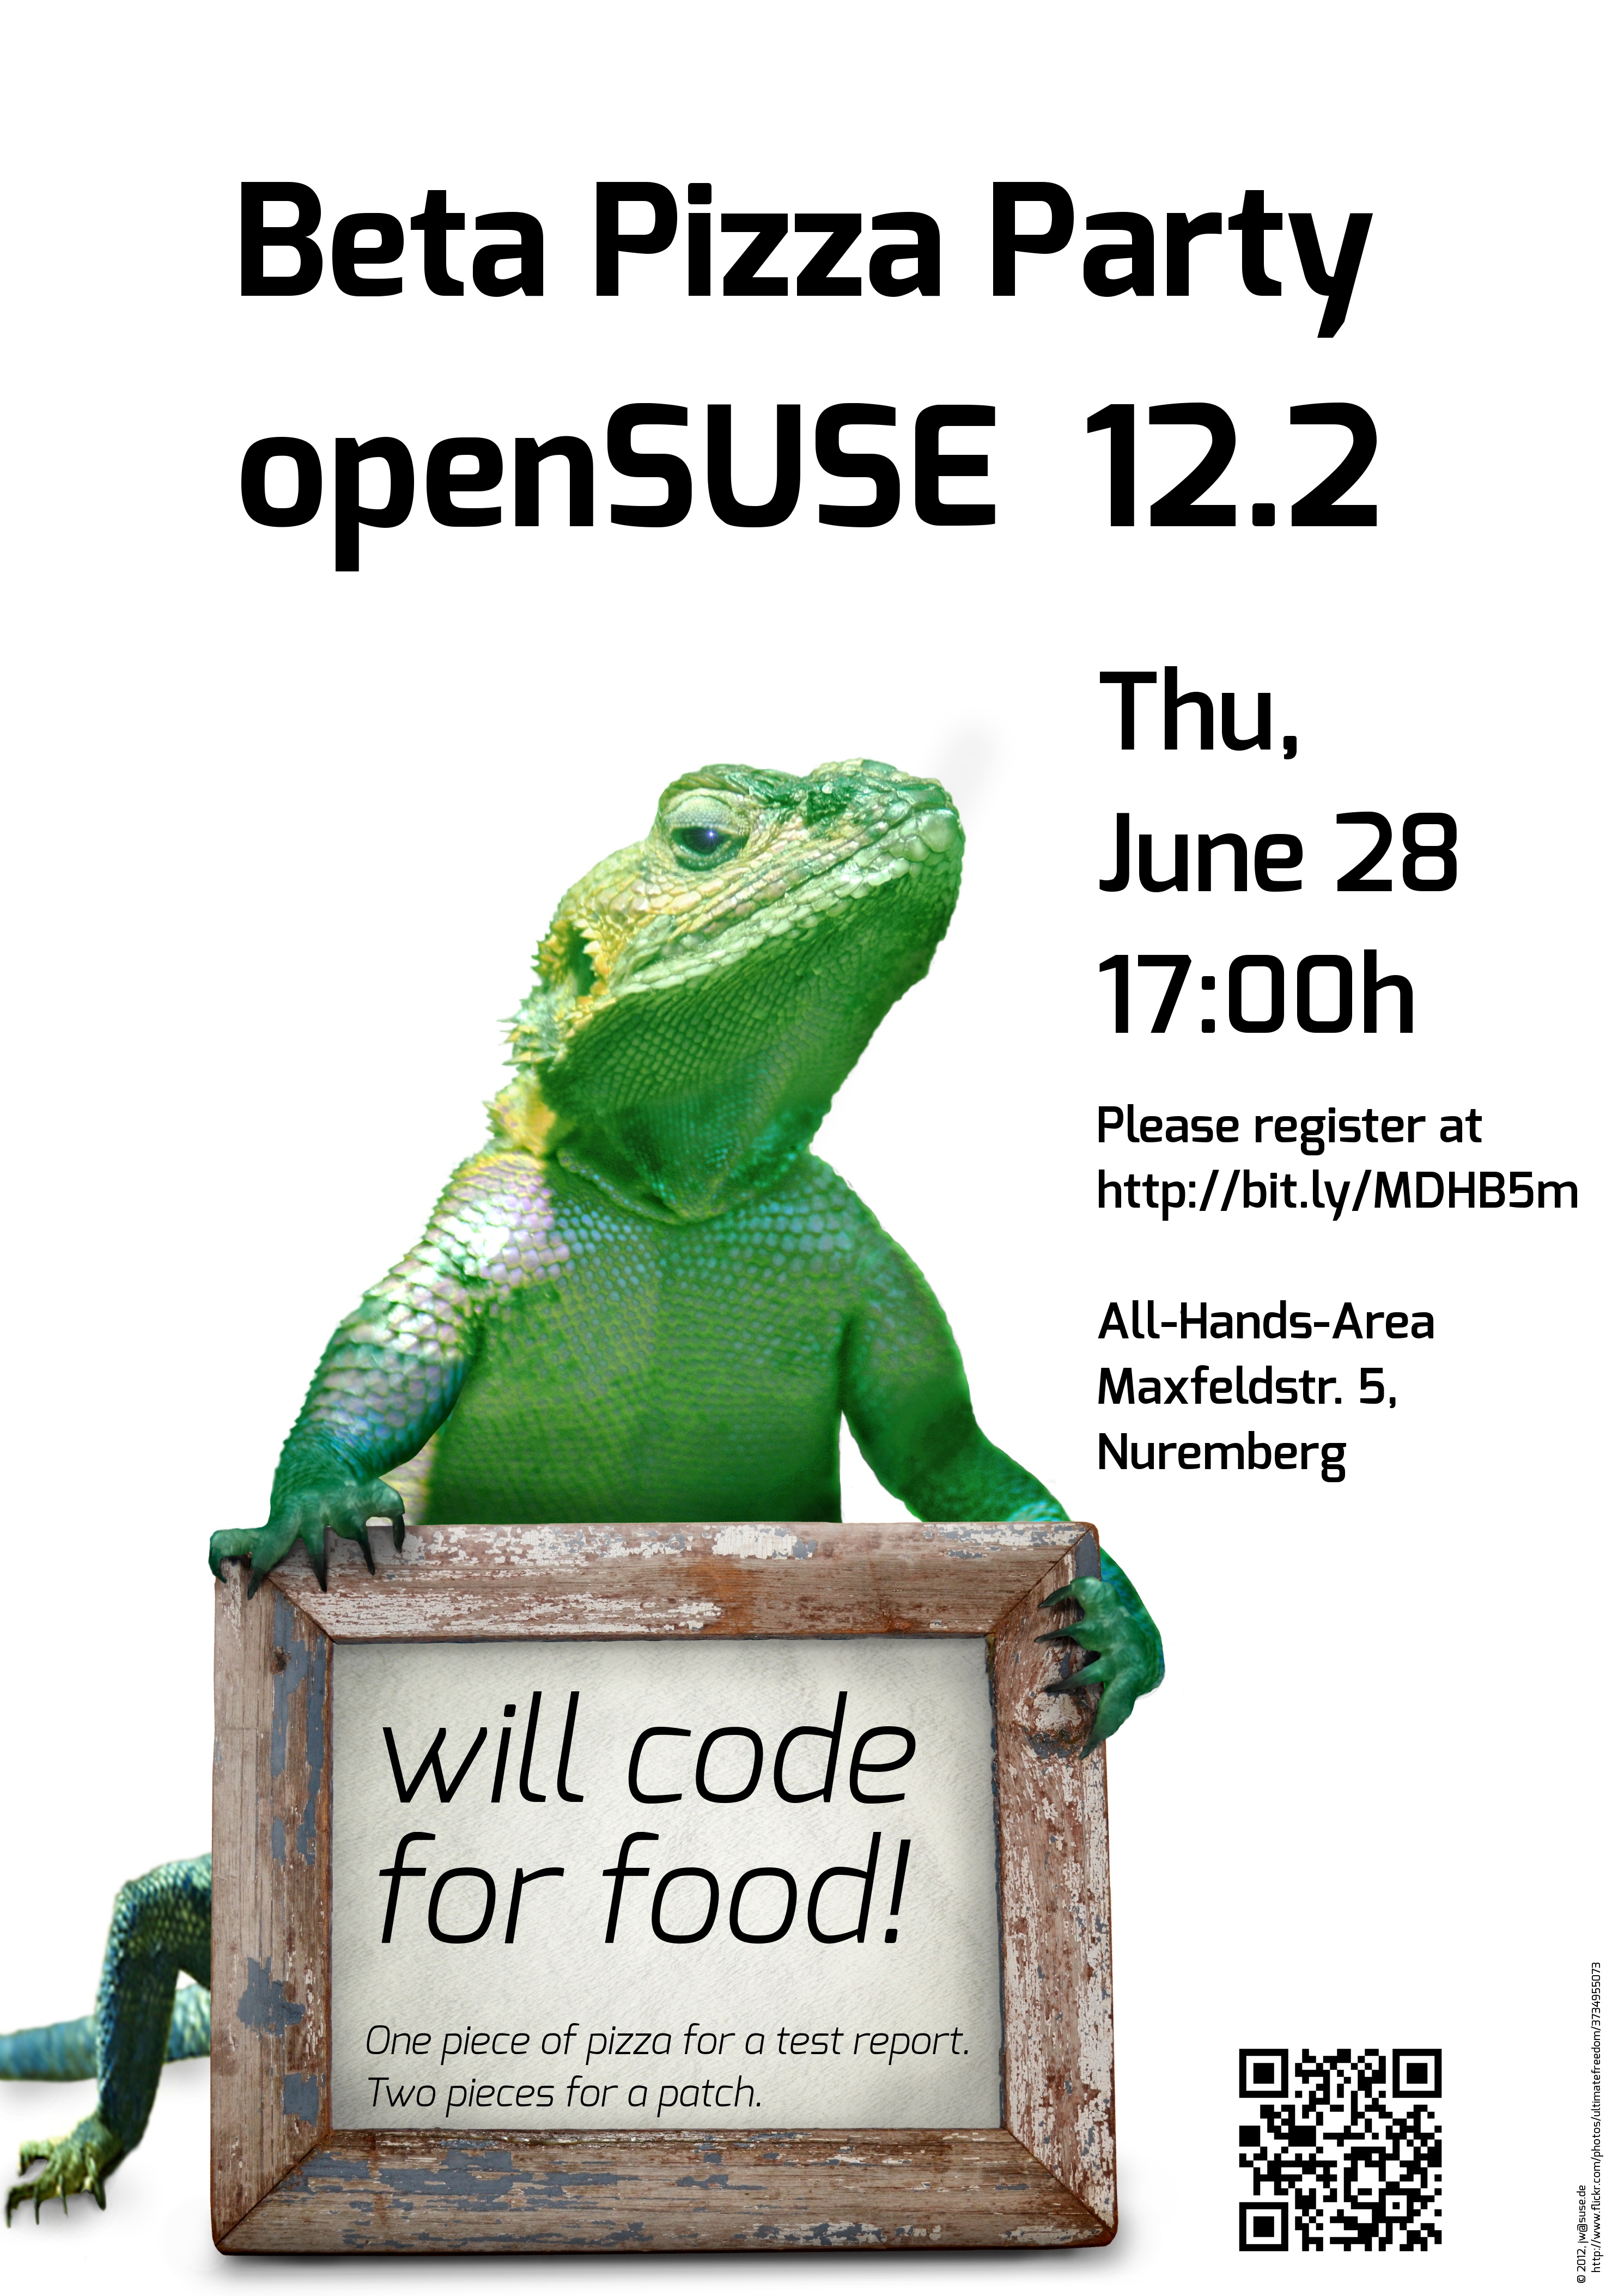 Beta Pizza Party
openSUSE 12.2
Thu,
June 28
17:00h
Please register at
http://bit.ly/MDHB5m
All-Hands-Area
Maxfeldstr. 5,
Nuremberg
will code
for food!
One piece of pizza for a test report.
Two pieces for a patch.
© 2012, jw@suse.de
http://www.flickr.com/photos/ultimatefreedom/3734955073